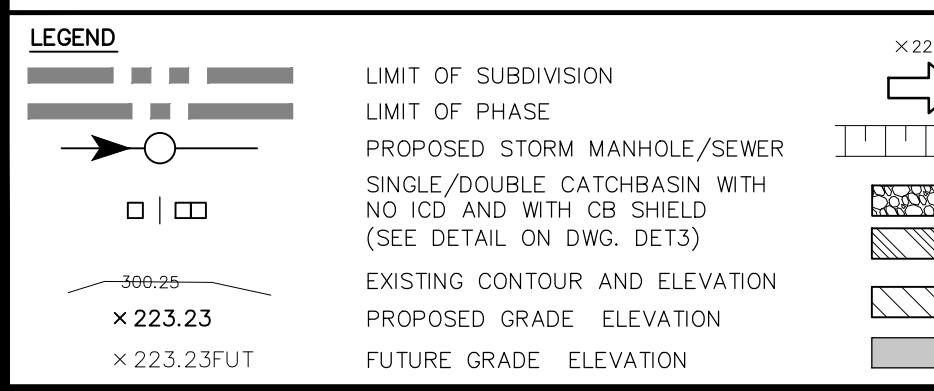 LEGEND
LIMIT OF SUBDIVISION
LIMIT OF PHASE
PROPOSED STORM MANHOLE/SEWER
SINGLE/DOUBLE CATCHBASIN WITH
NO ICD AND WITH CB SHIELD
(SEE DETAIL ON DWG. DET3)
300.25 EXISTING CONTOUR AND ELEVATION
×223.23 PROPOSED GRADE ELEVATION
×223.23FUT FUTURE GRADE ELEVATION
×22